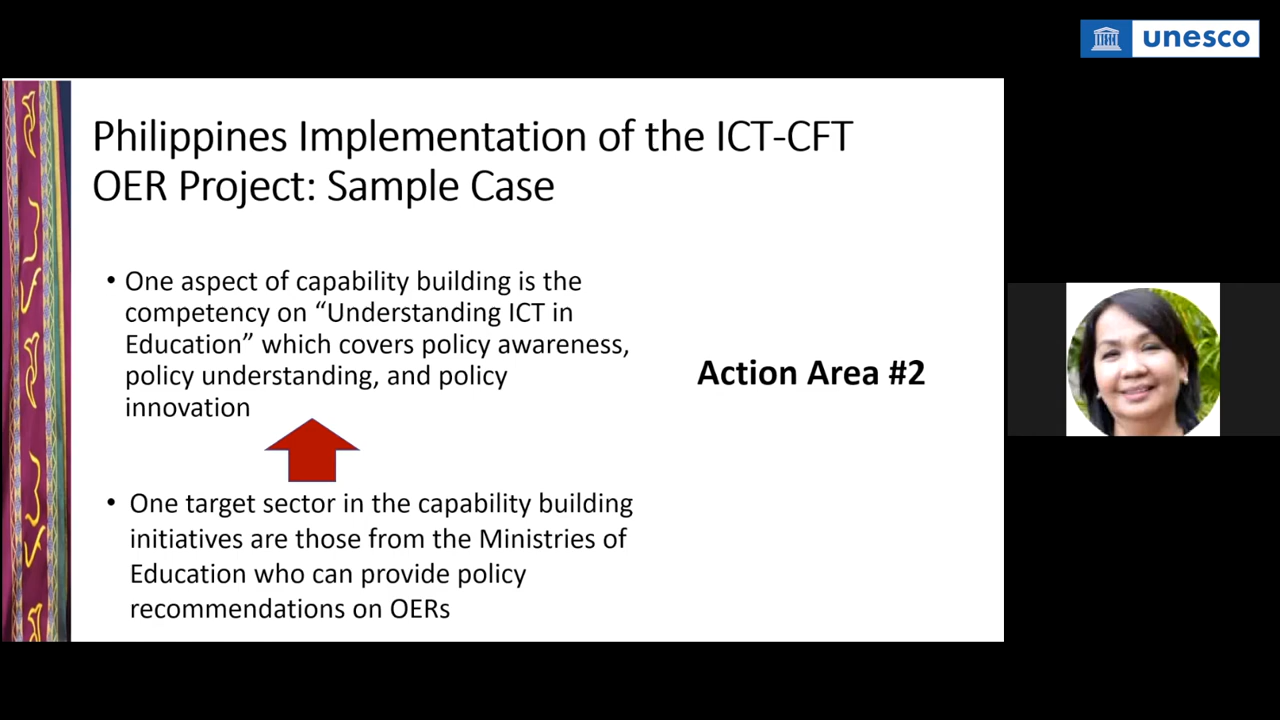 unesco
Philippines Implementation of the ICT-CFT
OER Project: Sample Case
• One aspect of capability building is the
competency on “Understanding ICT in
Education” which covers policy awareness,
policy understanding, and policy
innovation
Action Area #2
• One target sector in the capability building
initiatives are those from the Ministries of
Education who can provide policy
recommendations on OERs